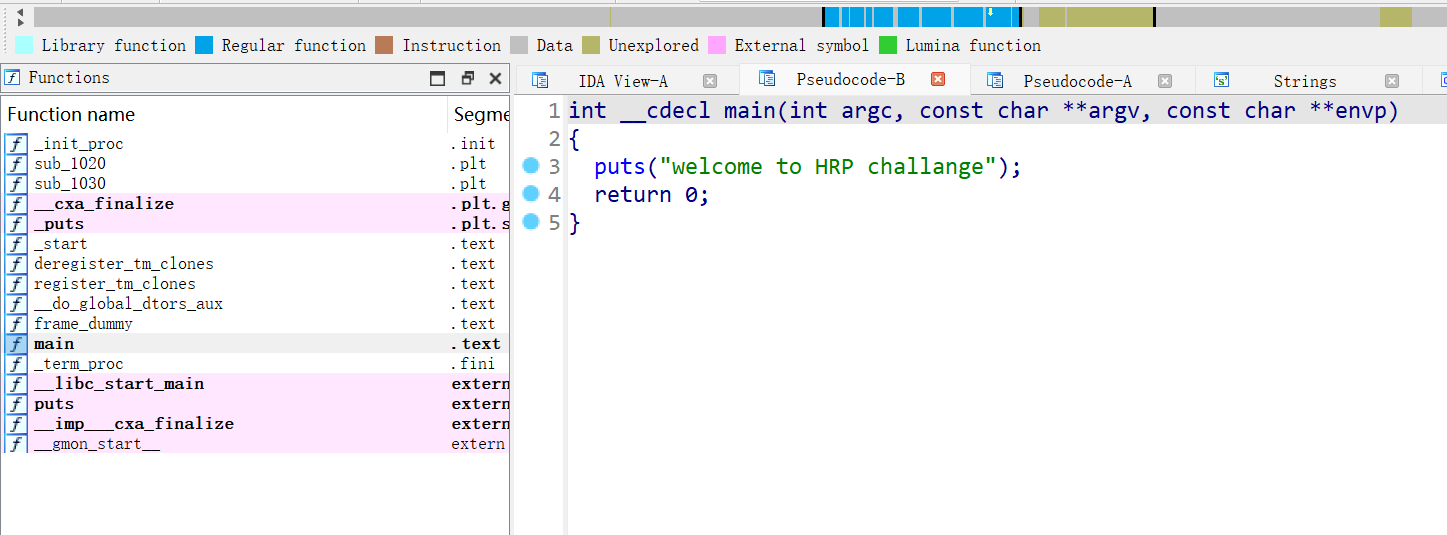 Library function Regular function Instruction Data Unexplored External symbol Lumina function
Functions
Function name Segme
f _init_proc .init
f sub_1020 .plt
f sub_1030 .plt
f __cxa_finalize .plt.g
f _puts .plt.s
f _start .text
f deregister_tm_clones .text
f register_tm_clones .text
f __do_global_dtors_aux .text
f frame_dummy .text
f main .text
f _term_proc .fini
f __libc_start_main extern
f puts extern
f __imp___cxa_finalize extern
f __gmon_start__ extern
IDA View-A Pseudocode-B Pseudocode-A Strings
1 int __cdecl main(int argc, const char **argv, const char **envp)
2 {
3 puts("welcome to HRP challange");
4 return 0;
5 }